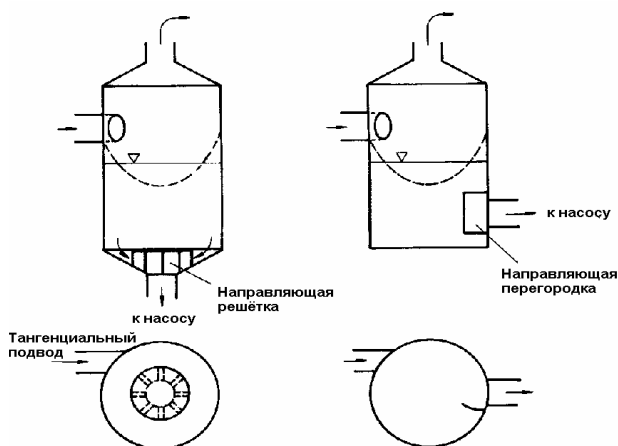 к насосу
Направляющая
перегородка
Направляющая
решётка
к насосу
Тангенциальный
подвод